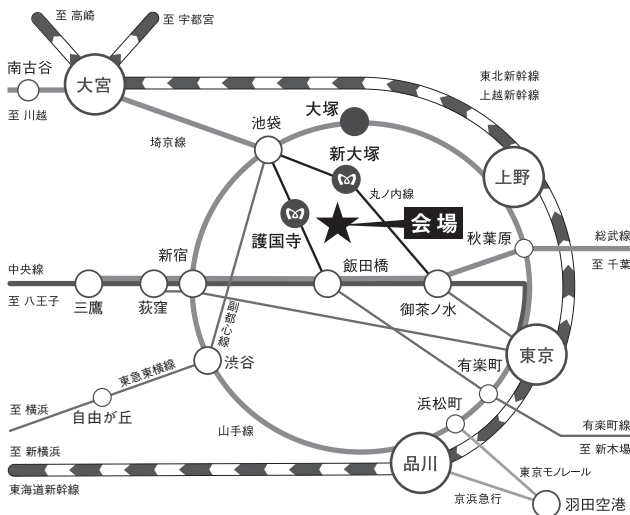 至 高崎
至 宇都宮
南古谷
大宮
至 川越
東北新幹線
上越新幹線
埼京線
池袋
大塚
新大塚
丸ノ内線
上野
護国寺
会場
秋葉原
総武線
至 千葉
新宿
飯田橋
中央線
至 八王子
三鷹
荻窪
御茶ノ水
副都心線
東京
渋谷
有楽町
東急東横線
自由が丘
至 横浜
浜松町
山手線
有楽町線
至 新木場
至 新横浜
品川
東海道新幹線
東京モノレール
京浜急行
羽田空港